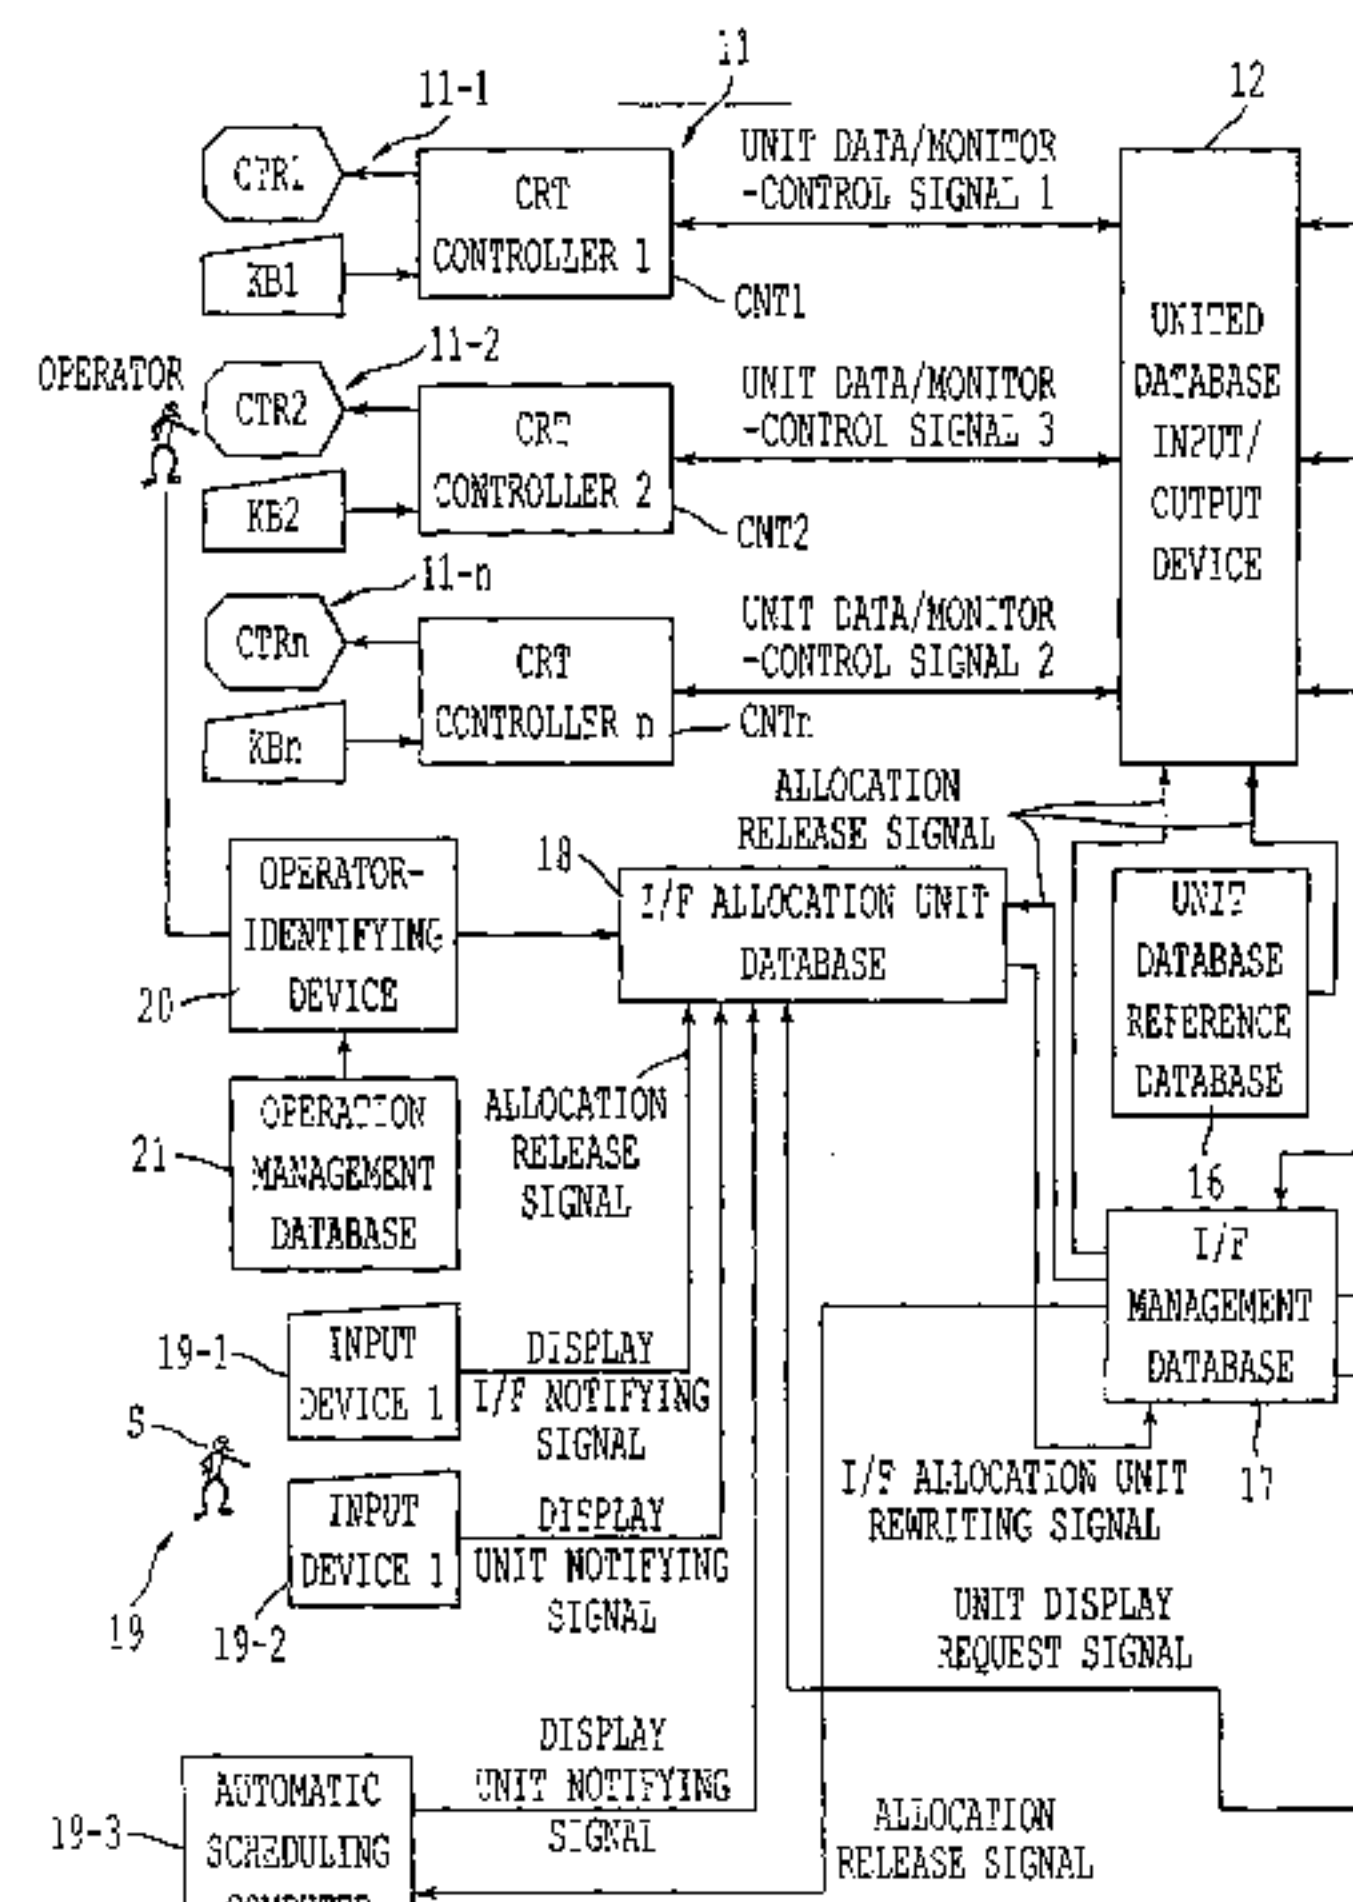 11
11-1
12
CTR1
CRT
CONTROLLER 1
UNIT DATA/MONITOR
-CONTROL SIGNAL 1
KB1
CNT1
UNITED
DATABASE
INPUT/
CUTPUT
DEVICE
11-2
OPERATOR
CTR2
CRT
CONTROLLER 2
UNIT DATA/MONITOR
-CONTROL SIGNAL 3
KB2
CNT2
11-n
CTRn
CRT
CONTROLLSR n
UNIT DATA/MONITOR
-CONTROL SIGNAL 2
KBn
CNTn
ALLOCATION
RELEASE SIGNAL
OPERATOR-
IDENTIFYING
DEVICE
20
18
I/F ALLOCATION UNIT
DATABASE
UNIT
DATABASE
REFERENCE
DATABASE
16
OPERATION
MANAGEMENT
DATABASE
21
ALLOCATION
RELEASE
SIGNAL
I/F
MANAGEMENT
DATABASE
17
19-1
INPUT
DEVICE 1
DISPLAY
I/F NOTIFYING
SIGNAL
S
19
INPUT
DEVICE 1
19-2
DISPLAY
UNIT NOTIFYING
SIGNAL
I/F ALLOCATION UNIT
REWRITING SIGNAL
UNIT DISPLAY
REQUEST SIGNAL
DISPLAY
UNIT NOTIFYING
SIGNAL
19-3
AUTOMATIC
SCHEDULING
COMPUTER
ALLOCATION
RELEASE SIGNAL